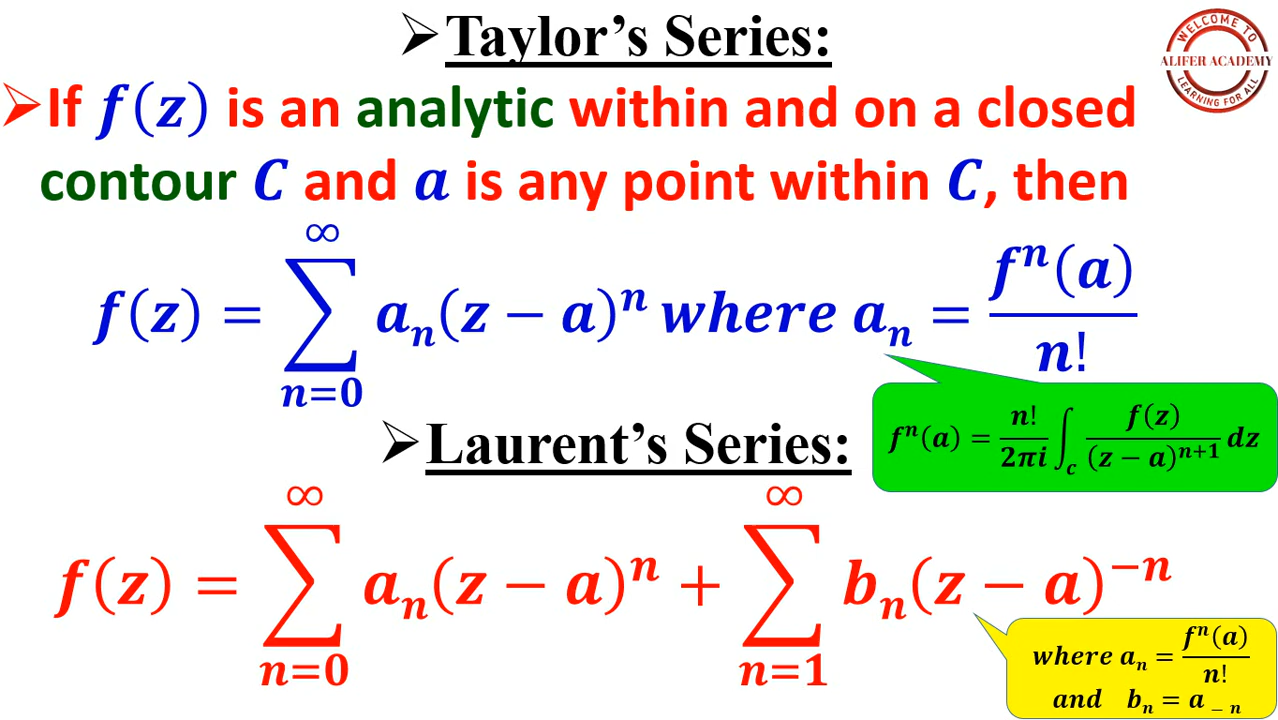 ➢Taylor's Series:
WELCOME TO
ALIFER ACADEMY
LEARNING FOR ALL
➢If f(z) is an analytic within and on a closed
contour C and a is any point within C, then
f(z) = ∑_{n=0}^{∞} a_n(z − a)^n where a_n = f^n(a)/n!
f^n(a) = n!/2πi ∫_c f(z)/(z − a)^{n+1} dz
➢Laurent's Series:
f(z) = ∑_{n=0}^{∞} a_n(z − a)^n + ∑_{n=1}^{∞} b_n(z − a)^{−n}
where a_n = f^n(a)/n!
and b_n = a_{−n}